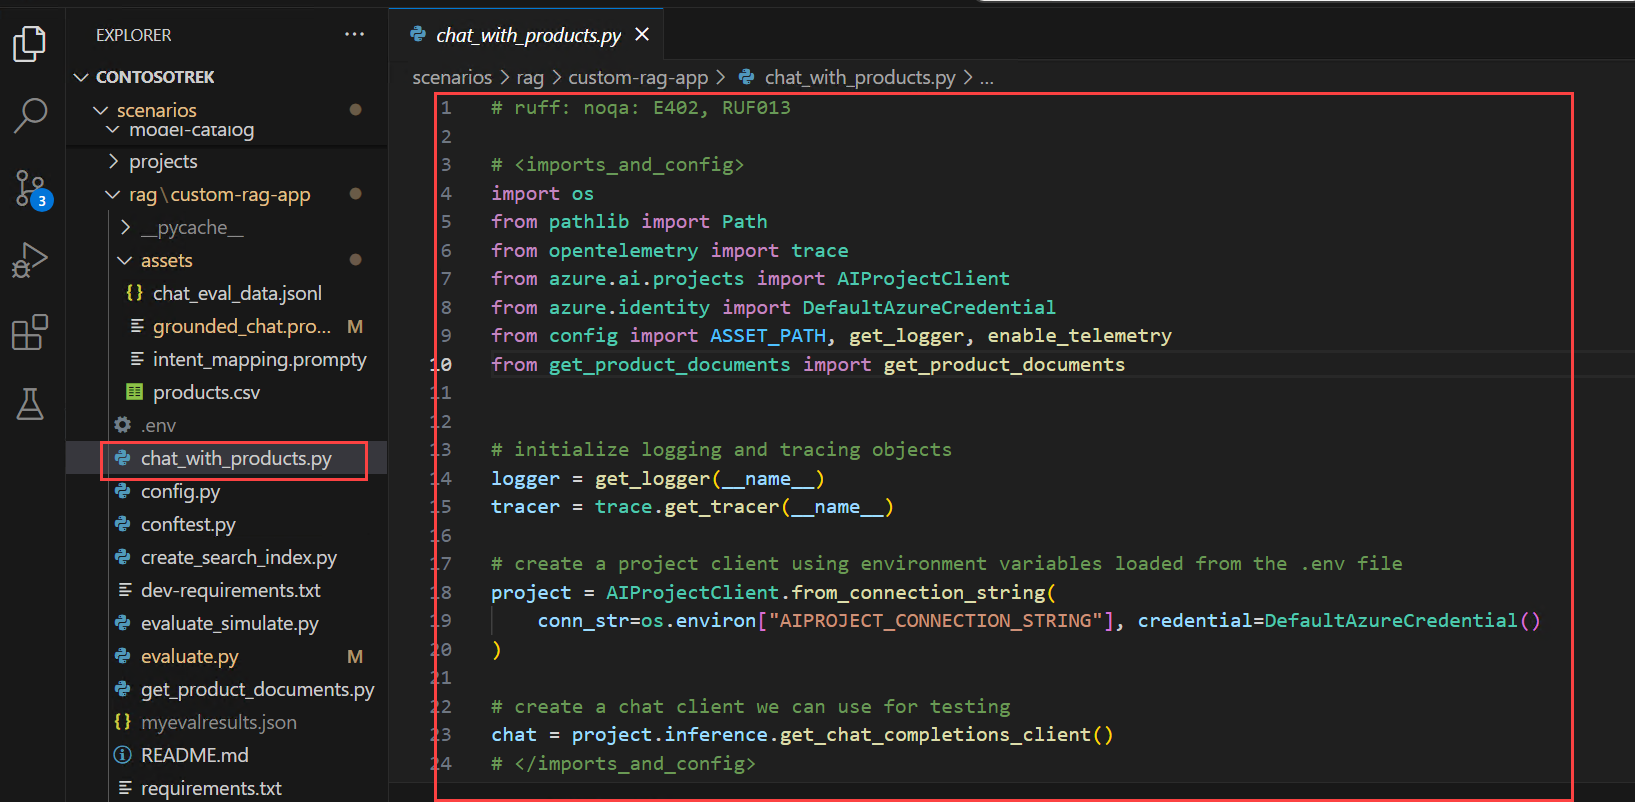 EXPLORER
CONTOSOTREK
scenarios
model-catalog
projects
rag\custom-rag-app
__pycache__
assets
{} chat_eval_data.jsonl
grounded_chat.pro... M
intent_mapping.prompty
products.csv
.env
chat_with_products.py
config.py
conftest.py
create_search_index.py
dev-requirements.txt
evaluate_simulate.py
evaluate.py M
get_product_documents.py
{} myevalresults.json
README.md
requirements.txt
3
chat_with_products.py
scenarios > rag > custom-rag-app > chat_with_products.py > ...
1 # ruff: noqa: E402, RUF013
2
3 # <imports_and_config>
4 import os
5 from pathlib import Path
6 from opentelemetry import trace
7 from azure.ai.projects import AIProjectClient
8 from azure.identity import DefaultAzureCredential
9 from config import ASSET_PATH, get_logger, enable_telemetry
10 from get_product_documents import get_product_documents
11
12
13 # initialize logging and tracing objects
14 logger = get_logger(__name__)
15 tracer = trace.get_tracer(__name__)
16
17 # create a project client using environment variables loaded from the .env file
18 project = AIProjectClient.from_connection_string(
19     conn_str=os.environ["AIPROJECT_CONNECTION_STRING"], credential=DefaultAzureCredential()
20 )
21
22 # create a chat client we can use for testing
23 chat = project.inference.get_chat_completions_client()
24 # </imports_and_config>